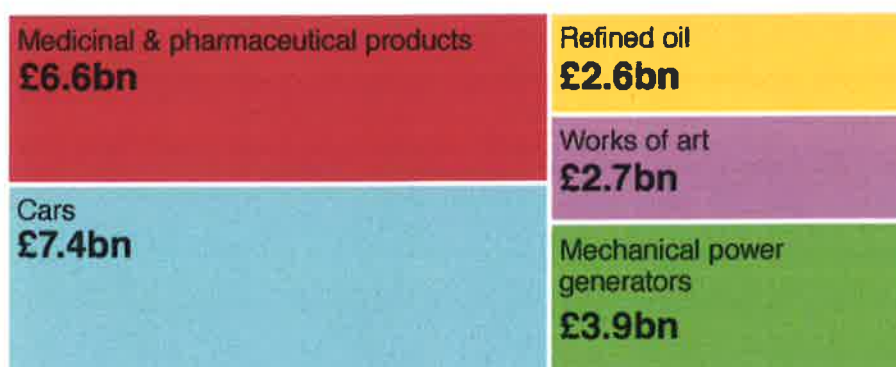 Medicinal & pharmaceutical products
£6.6bn
Cars
£7.4bn
Refined oil
£2.6bn
Works of art
£2.7bn
Mechanical power
generators
£3.9bn